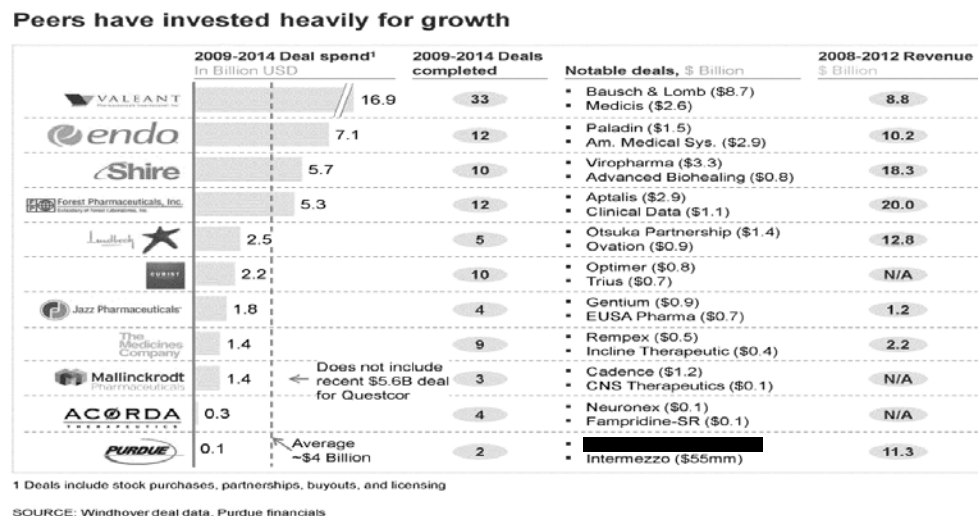 Peers have invested heavily for growth
2009-2014 Deal spend¹
In Billion USD
2009-2014 Deals
completed
Notable deals, $ Billion
2008-2012 Revenue
$ Billion
VALEANT
16.9
33
▪ Bausch & Lomb ($8.7)
▪ Medicis ($2.6)
8.8
endo
7.1
12
▪ Paladin ($1.5)
▪ Am. Medical Sys. ($2.9)
10.2
Shire
5.7
10
▪ Viropharma ($3.3)
▪ Advanced Biohealing ($0.8)
18.3
Forest Pharmaceuticals, Inc.
Subsidiary of Forest Laboratories, Inc.
5.3
12
▪ Aptalis ($2.9)
▪ Clinical Data ($1.1)
20.0
Lundbeck
2.5
5
▪ Otsuka Partnership ($1.4)
▪ Ovation ($0.9)
12.8
CUBIST
2.2
10
▪ Optimer ($0.8)
▪ Trius ($0.7)
N/A
Jazz Pharmaceuticals
1.8
4
▪ Gentium ($0.9)
▪ EUSA Pharma ($0.7)
1.2
The
Medicines
Company
1.4
9
▪ Rempex ($0.5)
▪ Incline Therapeutic ($0.4)
2.2
Mallinckrodt
Pharmaceuticals
1.4
Does not include
recent $5.6B deal
for Questcor
3
▪ Cadence ($1.2)
▪ CNS Therapeutics ($0.1)
N/A
ACORDA
THERAPEUTICS
0.3
4
▪ Neuronex ($0.1)
▪ Fampridine-SR ($0.1)
N/A
PURDUE
0.1
Average
~$4 Billion
2
▪ Intermezzo ($55mm)
11.3
1 Deals include stock purchases, partnerships, buyouts, and licensing
SOURCE: Windhover deal data, Purdue financials